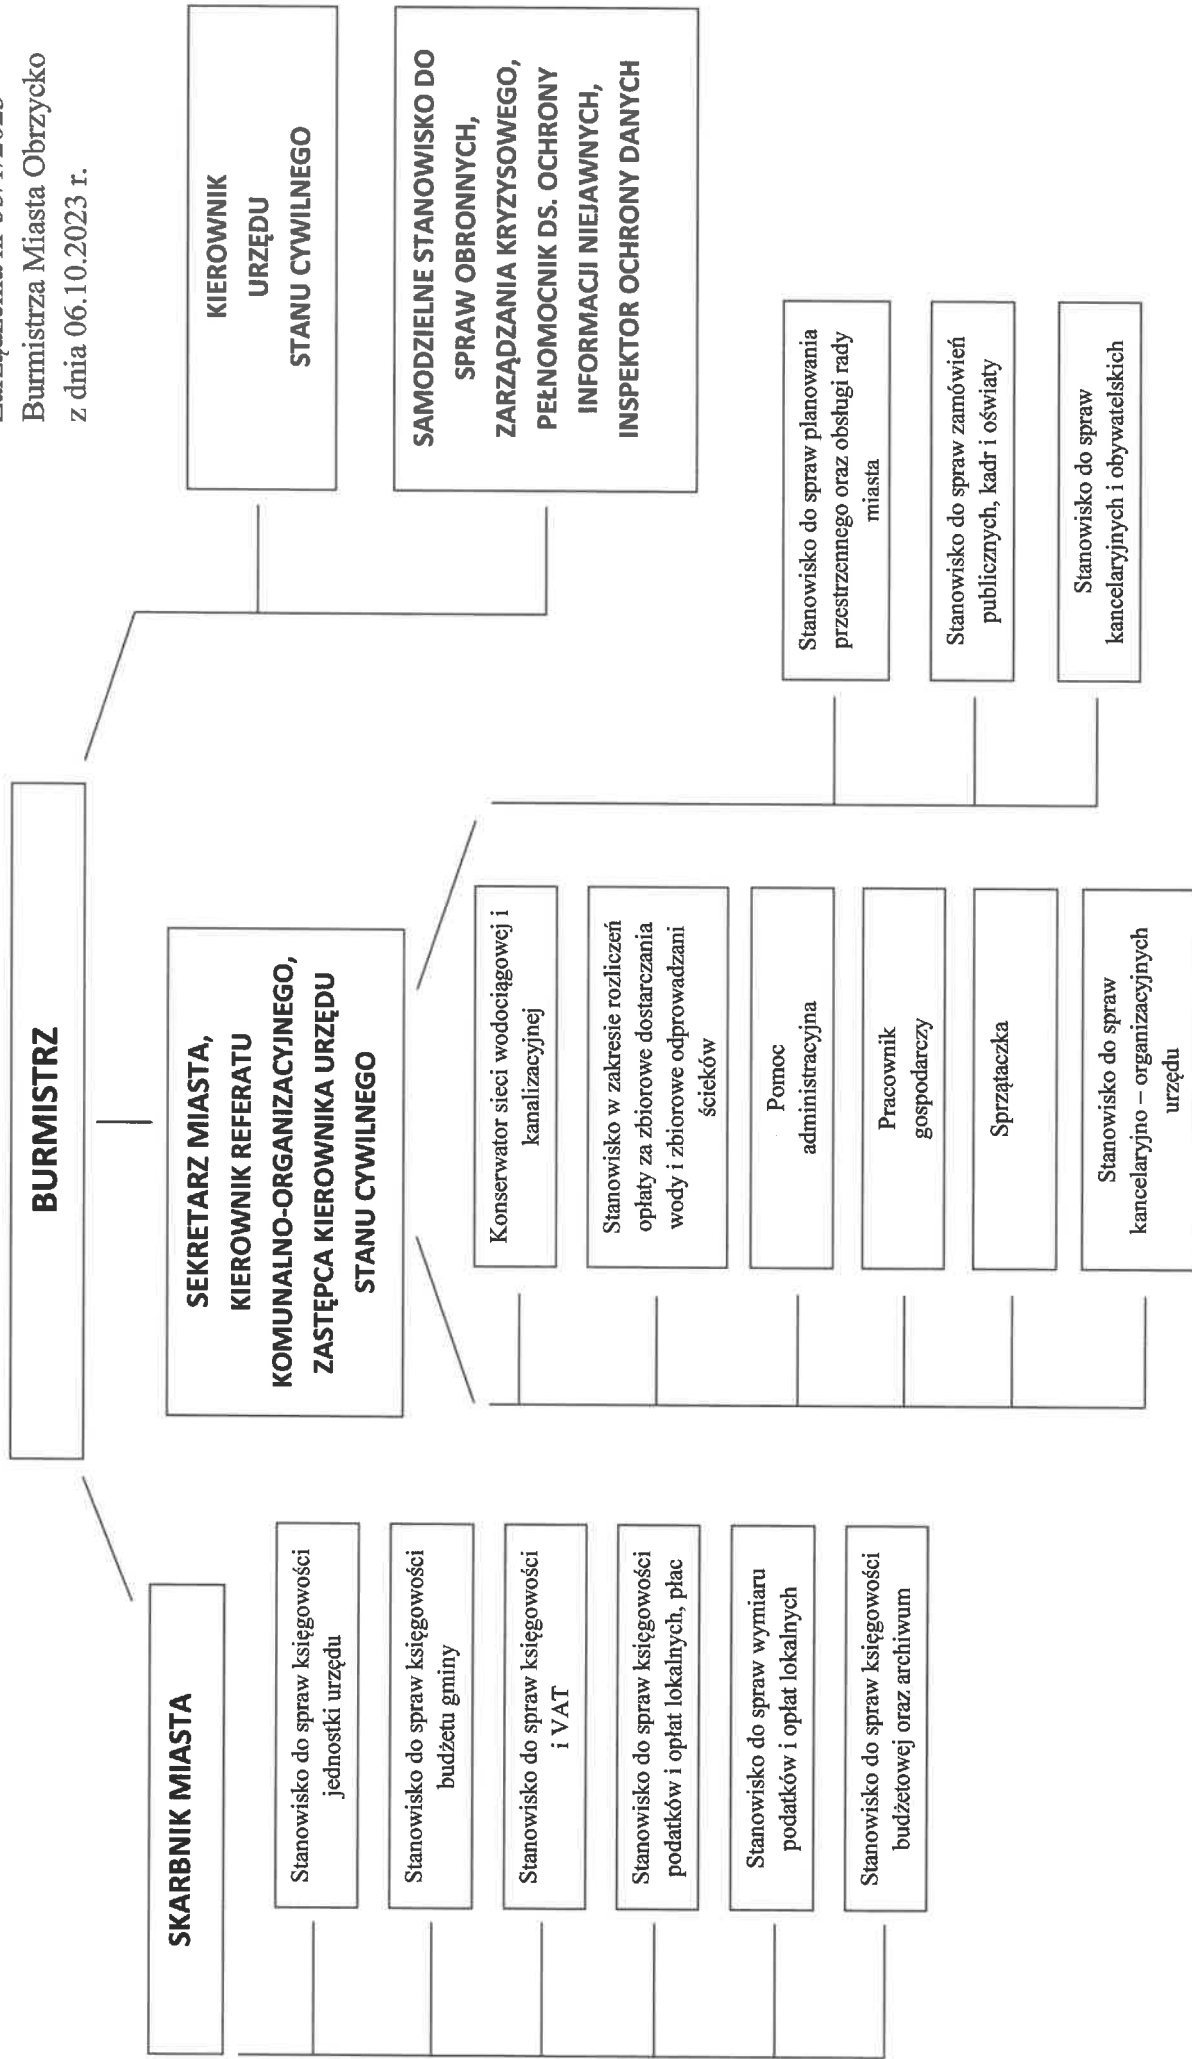 Burmistrza Miasta Obrzycko
z dnia 06.10.2023 r.
BURMISTRZ
SKARBNIK MIASTA
Stanowisko do spraw księgowości
jednostki urzędu
Stanowisko do spraw księgowości
budżetu gminy
Stanowisko do spraw księgowości
i VAT
Stanowisko do spraw księgowości
podatków i opłat lokalnych, płac
Stanowisko do spraw wymiaru
podatków i opłat lokalnych
Stanowisko do spraw księgowości
budżetowej oraz archiwum
SEKRETARZ MIASTA,
KIEROWNIK REFERATU
KOMUNALNO-ORGANIZACYJNEGO,
ZASTĘPCA KIEROWNIKA URZĘDU
STANU CYWILNEGO
Konserwator sieci wodociągowej i
kanalizacyjnej
Stanowisko w zakresie rozliczeń
opłaty za zbiorowe dostarczania
wody i zbiorowe odprowadzani
ścieków
Pomoc
administracyjna
Pracownik
gospodarczy
Sprzątaczka
Stanowisko do spraw
kancelaryjno – organizacyjnych
urzędu
Stanowisko do spraw planowania
przestrzennego oraz obsługi rady
miasta
Stanowisko do spraw zamówień
publicznych, kadr i oświaty
Stanowisko do spraw
kancelaryjnych i obywatelskich
KIEROWNIK
URZĘDU
STANU CYWILNEGO
SAMODZIELNE STANOWISKO DO
SPRAW OBRONNYCH,
ZARZĄDZANIA KRYZYSOWEGO,
PEŁNOMOCNIK DS. OCHRONY
INFORMACJI NIEJAWNYCH,
INSPEKTOR OCHRONY DANYCH